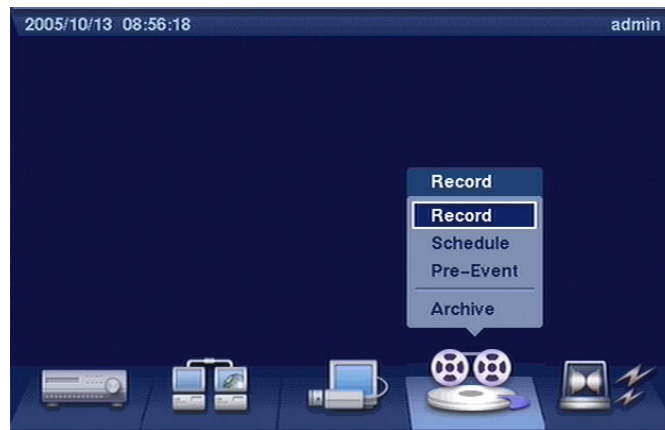 2005/10/13 08:56:18 admin
Record
Record
Schedule
Pre-Event
Archive